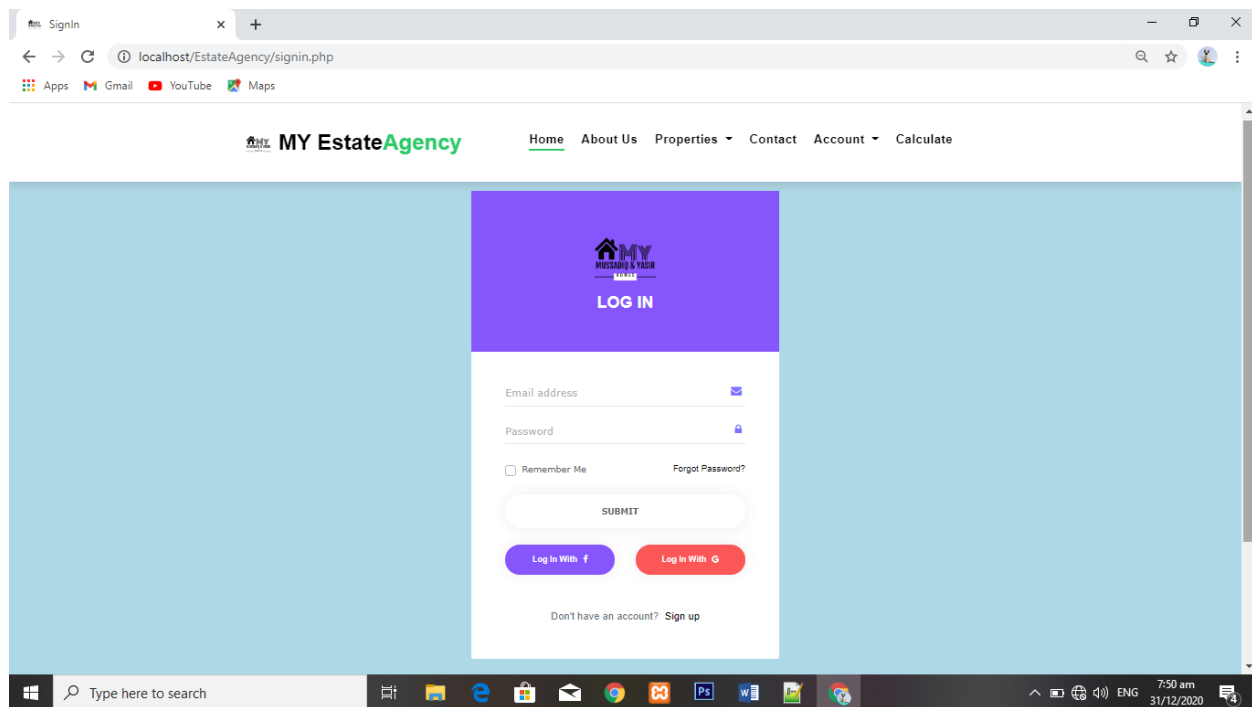 SignIn
localhost/EstateAgency/signin.php
Apps Gmail YouTube Maps
MY EstateAgency Home About Us Properties Contact Account Calculate
MY
MUSSADIQ & YASIR
LOG IN
Email address
Password
Remember Me Forgot Password?
SUBMIT
Log In With f Log In With G
Don't have an account? Sign up
Type here to search
Ps
W
ENG
7:50 am
31/12/2020
4